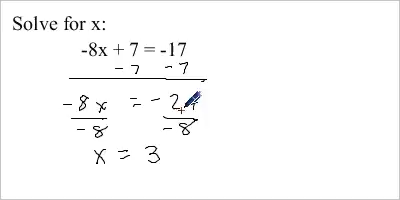 Solve for x:
-8x + 7 = -17
- 7 - 7
-8x = -24
-8 -8
x = 3